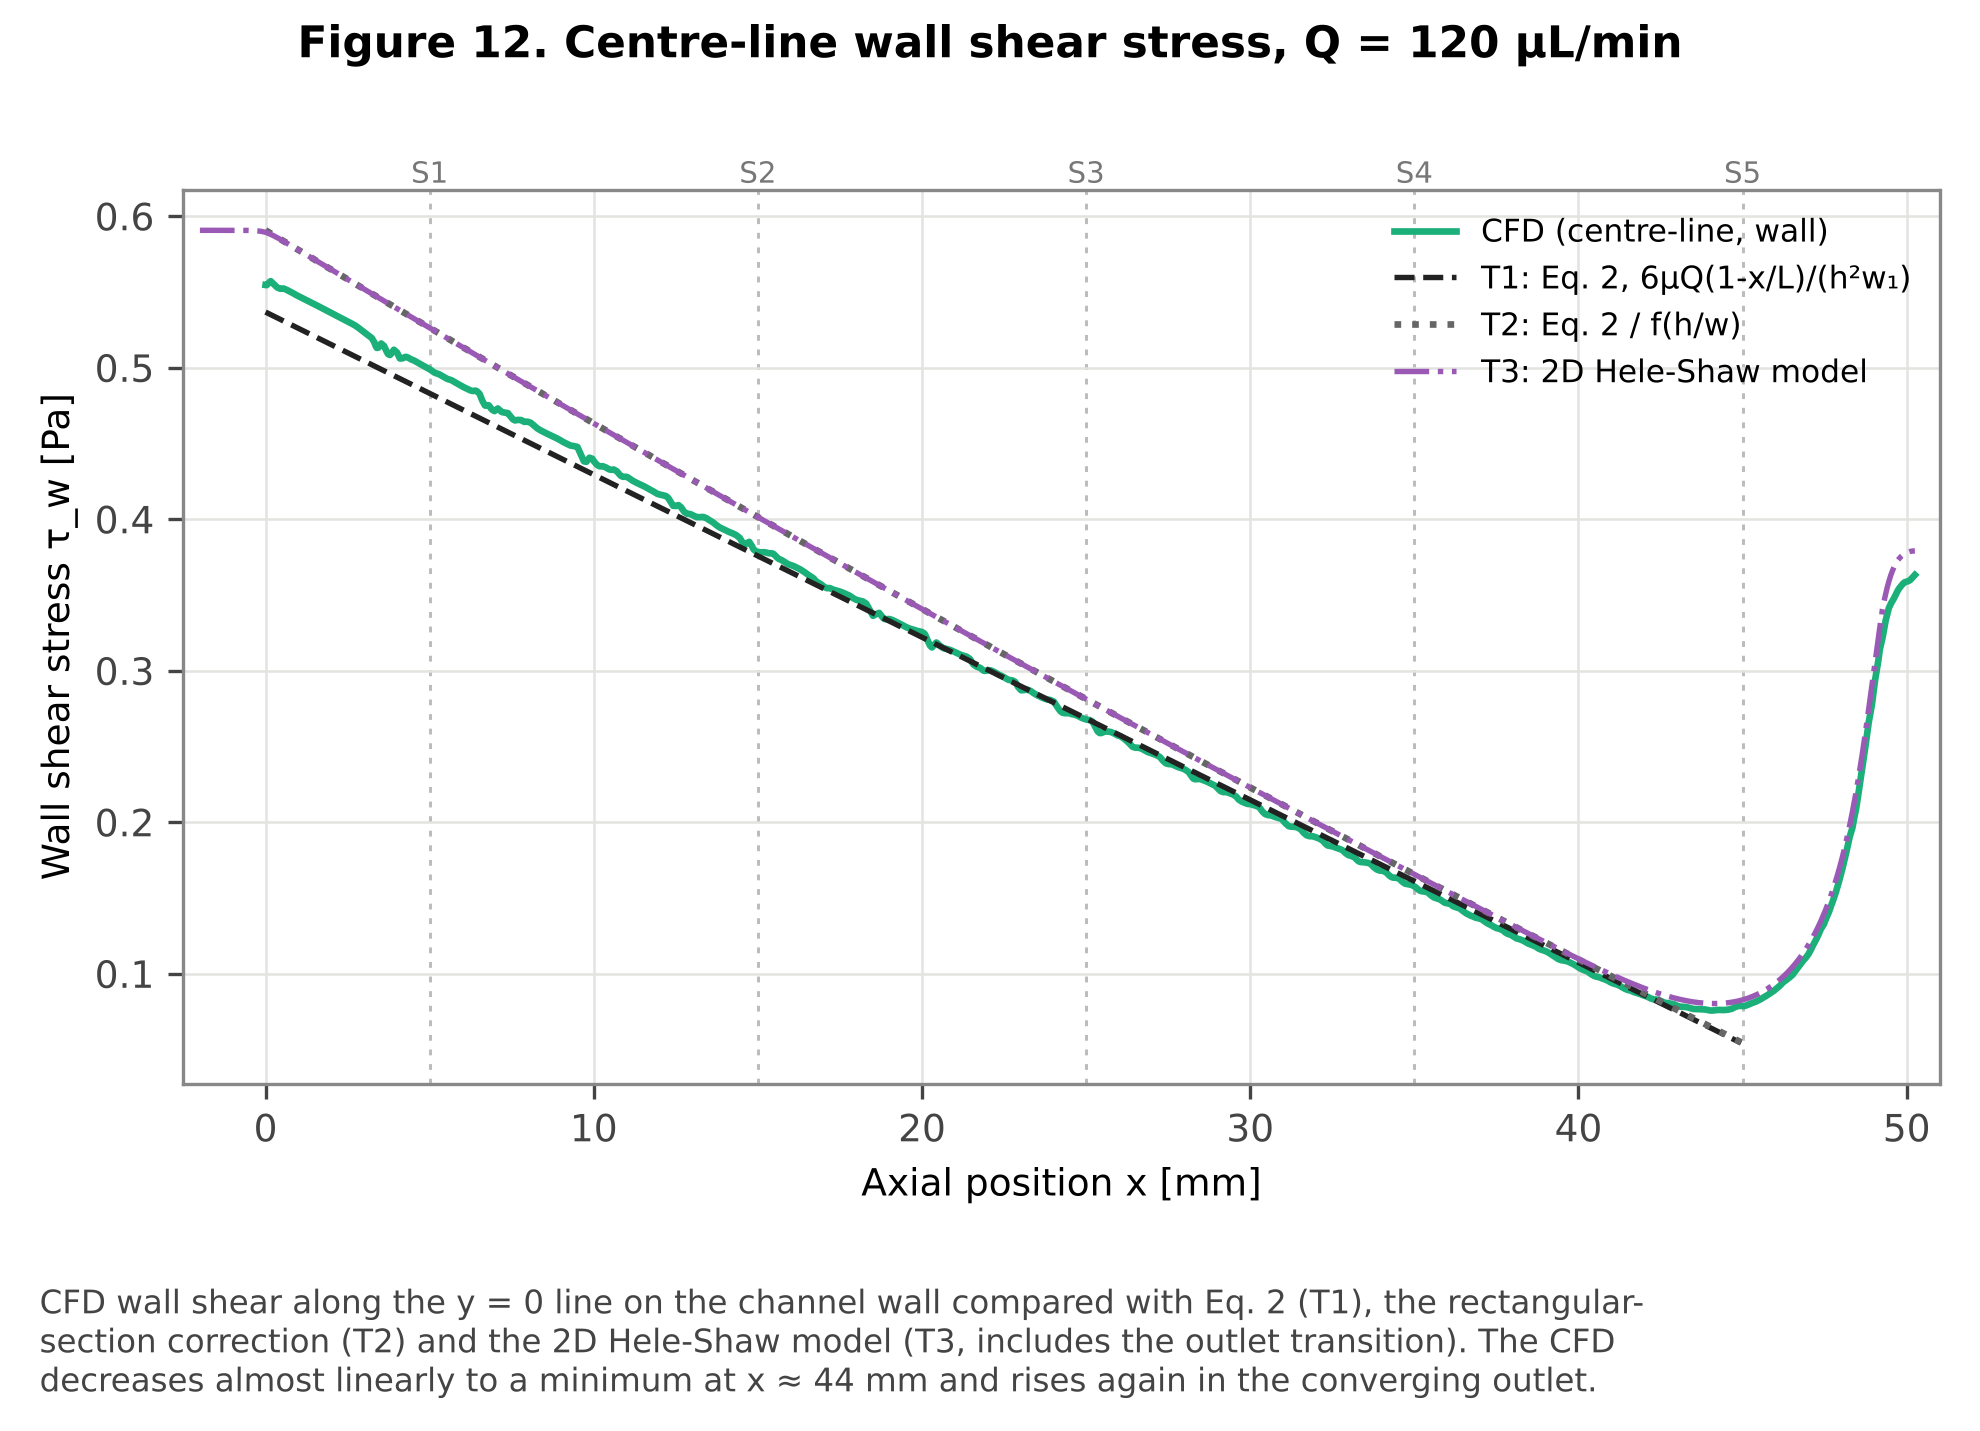 Figure 12. Centre-line wall shear stress, Q = 120 µL/min
S1 S2 S3 S4 S5
CFD (centre-line, wall)
T1: Eq. 2, 6µQ(1-x/L)/(h²w₁)
T2: Eq. 2 / f(h/w)
T3: 2D Hele-Shaw model
Wall shear stress τ_w [Pa]
0.6
0.5
0.4
0.3
0.2
0.1
0 10 20 30 40 50
Axial position x [mm]
CFD wall shear along the y = 0 line on the channel wall compared with Eq. 2 (T1), the rectangular-
section correction (T2) and the 2D Hele-Shaw model (T3, includes the outlet transition). The CFD
decreases almost linearly to a minimum at x ≈ 44 mm and rises again in the converging outlet.